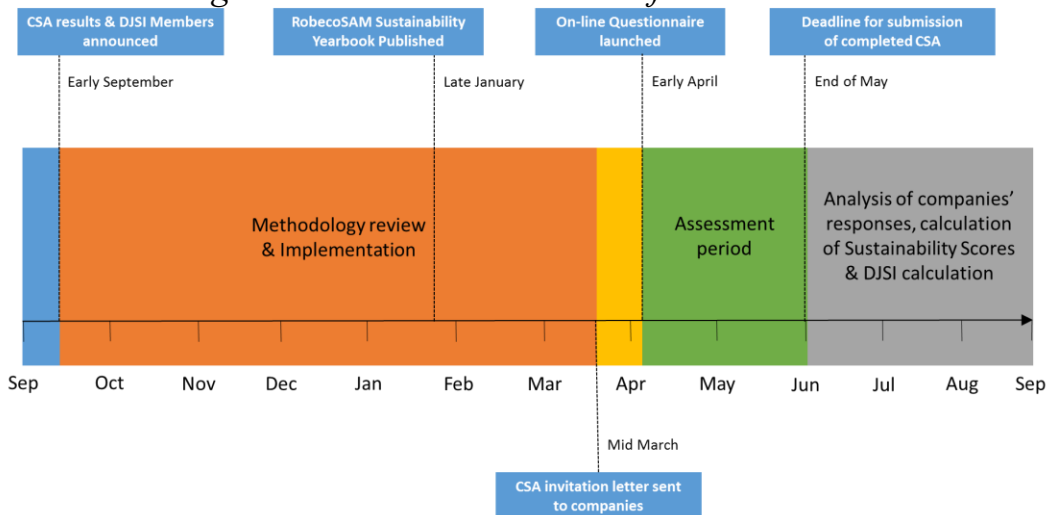 CSA results & DJSI Members
announced
RobecoSAM Sustainability
Yearbook Published
On-line Questionnaire
launched
Deadline for submission
of completed CSA
Early September
Late January
Early April
End of May
Methodology review
& Implementation
Assessment
period
Analysis of companies’
responses, calculation
of Sustainability Scores
& DJSI calculation
Sep
Oct
Nov
Dec
Jan
Feb
Mar
Apr
May
Jun
Jul
Aug
Sep
Mid March
CSA invitation letter sent
to companies